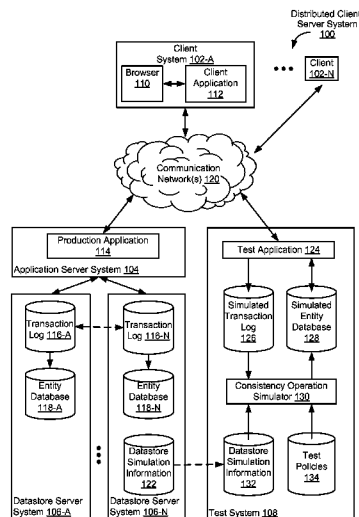 Distributed Client
Server System
100
Client
System 102-A
Browser
110
Client
Application
112
Client
102-N
Communication
Network(s) 120
Production Application
114
Application Server System 104
Test Application 124
Transaction
Log 116-A
Transaction
Log 116-N
Entity
Database
118-A
Entity
Database
118-N
Datastore
Simulation
Information
122
Datastore Server
System 106-A
Datastore Server
System 106-N
Simulated
Transaction
Log
126
Simulated
Entity
Database
128
Consistency Operation
Simulator 130
Datastore
Simulation
Information
132
Test
Policies
134
Test System 108